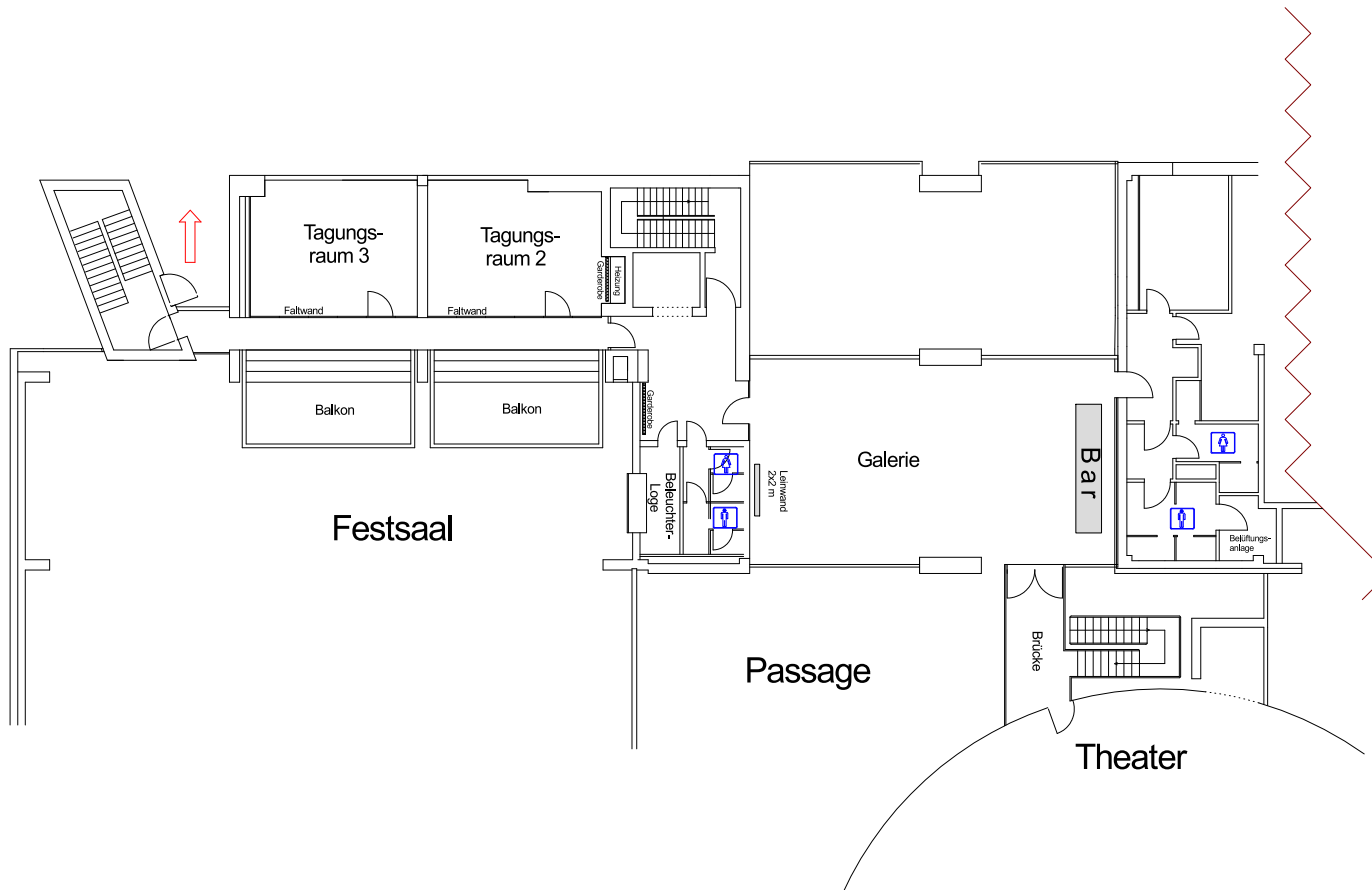 Tagungs-
raum 3
Tagungs-
raum 2
Garderobe
Heizung
Faltwand
Faltwand
Balkon
Balkon
Garderobe
Galerie
Bar
Leinwand
2x2 m
Beleuchter-
Loge
Festsaal
Belüftungs-
anlage
Brücke
Passage
Theater